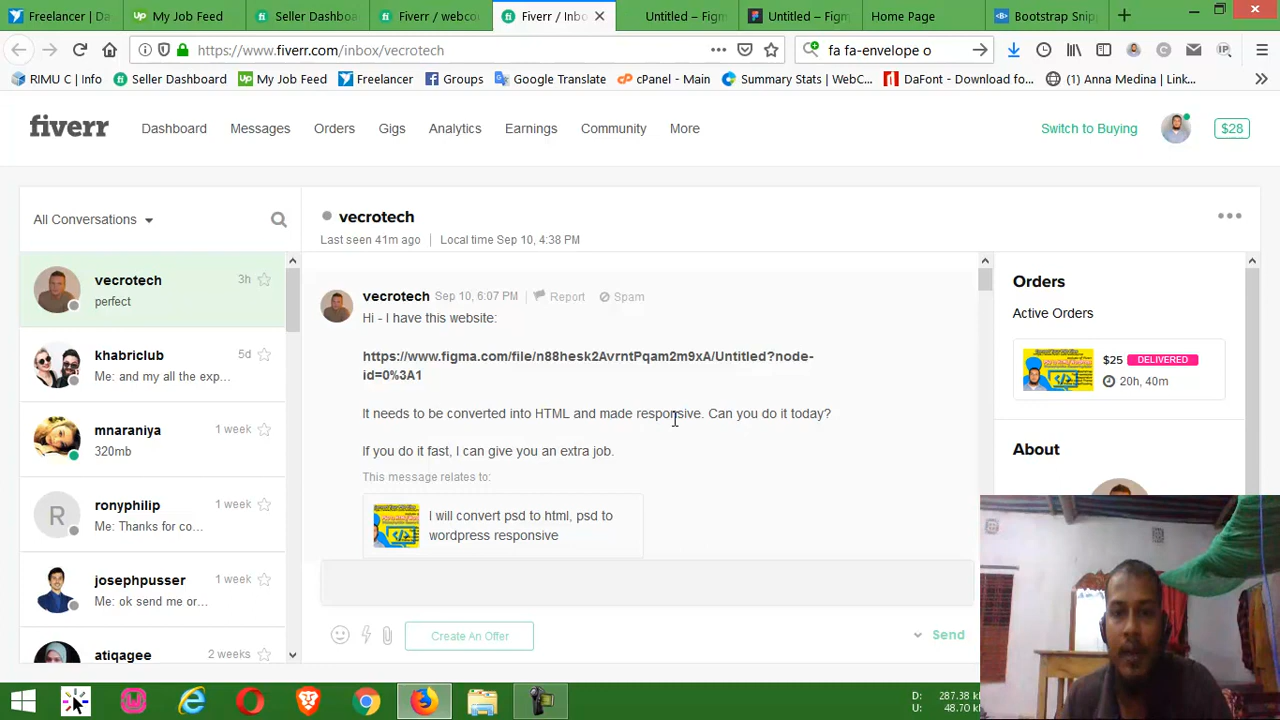 Freelancer | D
My Job Feed
Seller Dashbo
Fiverr / webco
Fiverr / Inbo
Untitled – Figm
Untitled – Figm
Home Page
Bootstrap Snip
https://www.fiverr.com/inbox/vecrotech
fa fa-envelope o
RIMU C | Info
Seller Dashboard
My Job Feed
Freelancer
Groups
Google Translate
cPanel - Main
Summary Stats | WebC...
DaFont - Download fo...
(1) Anna Medina | Link...
fiverr
Dashboard
Messages
Orders
Gigs
Analytics
Earnings
Community
More
Switch to Buying
$28
All Conversations
vecrotech
3h
perfect
khabriclub
5d
Me: and my all the exp...
mnaraniya
1 week
320mb
R
ronyphilip
1 week
Me: Thanks for co...
josephpusser
1 week
Me: ok send me or...
atiqagee
2 weeks
vecrotech
Last seen 41m ago | Local time Sep 10, 4:38 PM
vecrotech Sep 10, 6:07 PM | Report Spam
Hi - I have this website:
https://www.figma.com/file/n88hesk2AvrntPqam2m9xA/Untitled?node-
id=0%3A1
It needs to be converted into HTML and made responsive. Can you do it today?
If you do it fast, I can give you an extra job.
This message relates to:
I will convert psd to html, psd to
wordpress responsive
Create An Offer
Send
Orders
Active Orders
$25 DELIVERED
20h, 40m
About
D: 287.38 k
U: 48.70 k